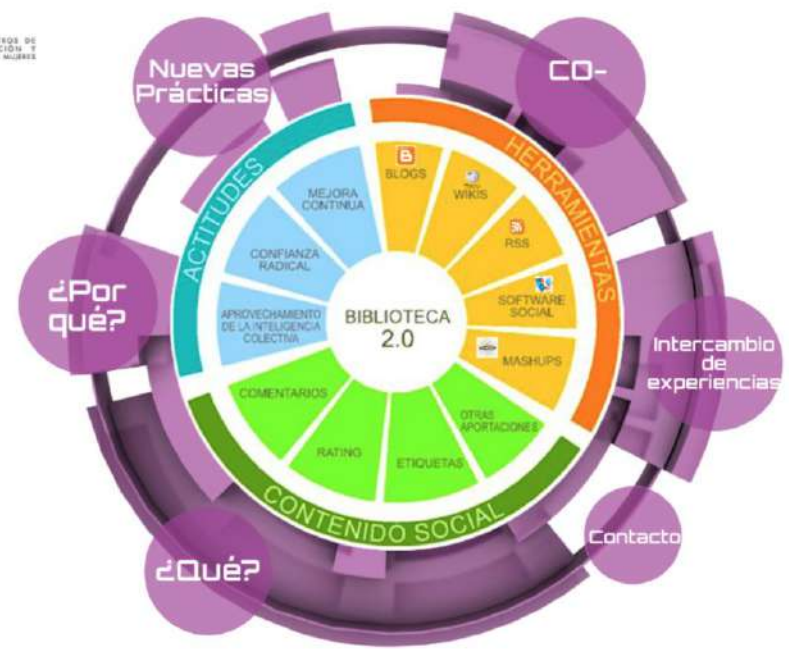 Nuevas
Prácticas
CO-
¿Por
qué?
Intercambio
de
experiencias
Contacto
¿Qué?
ACTITUDES
MEJORA
CONTINUA
CONFIANZA
RADICAL
APROVECHAMIENTO
DE LA INTELIGENCIA
COLECTIVA
HERRAMIENTAS
BLOGS
WIKIS
RSS
SOFTWARE
SOCIAL
MASHUPS
BIBLIOTECA
2.0
CONTENIDO SOCIAL
COMENTARIOS
RATING
ETIQUETAS
OTRAS
APORTACIONES